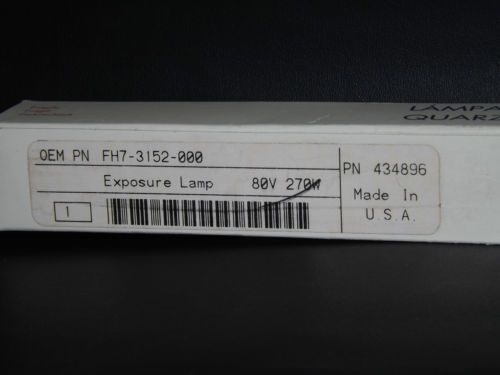 LAMPA
QUARZ
OEM PN FH7-3152-000
Exposure Lamp 80V 270W
1
PN 434896
Made In
U.S.A.